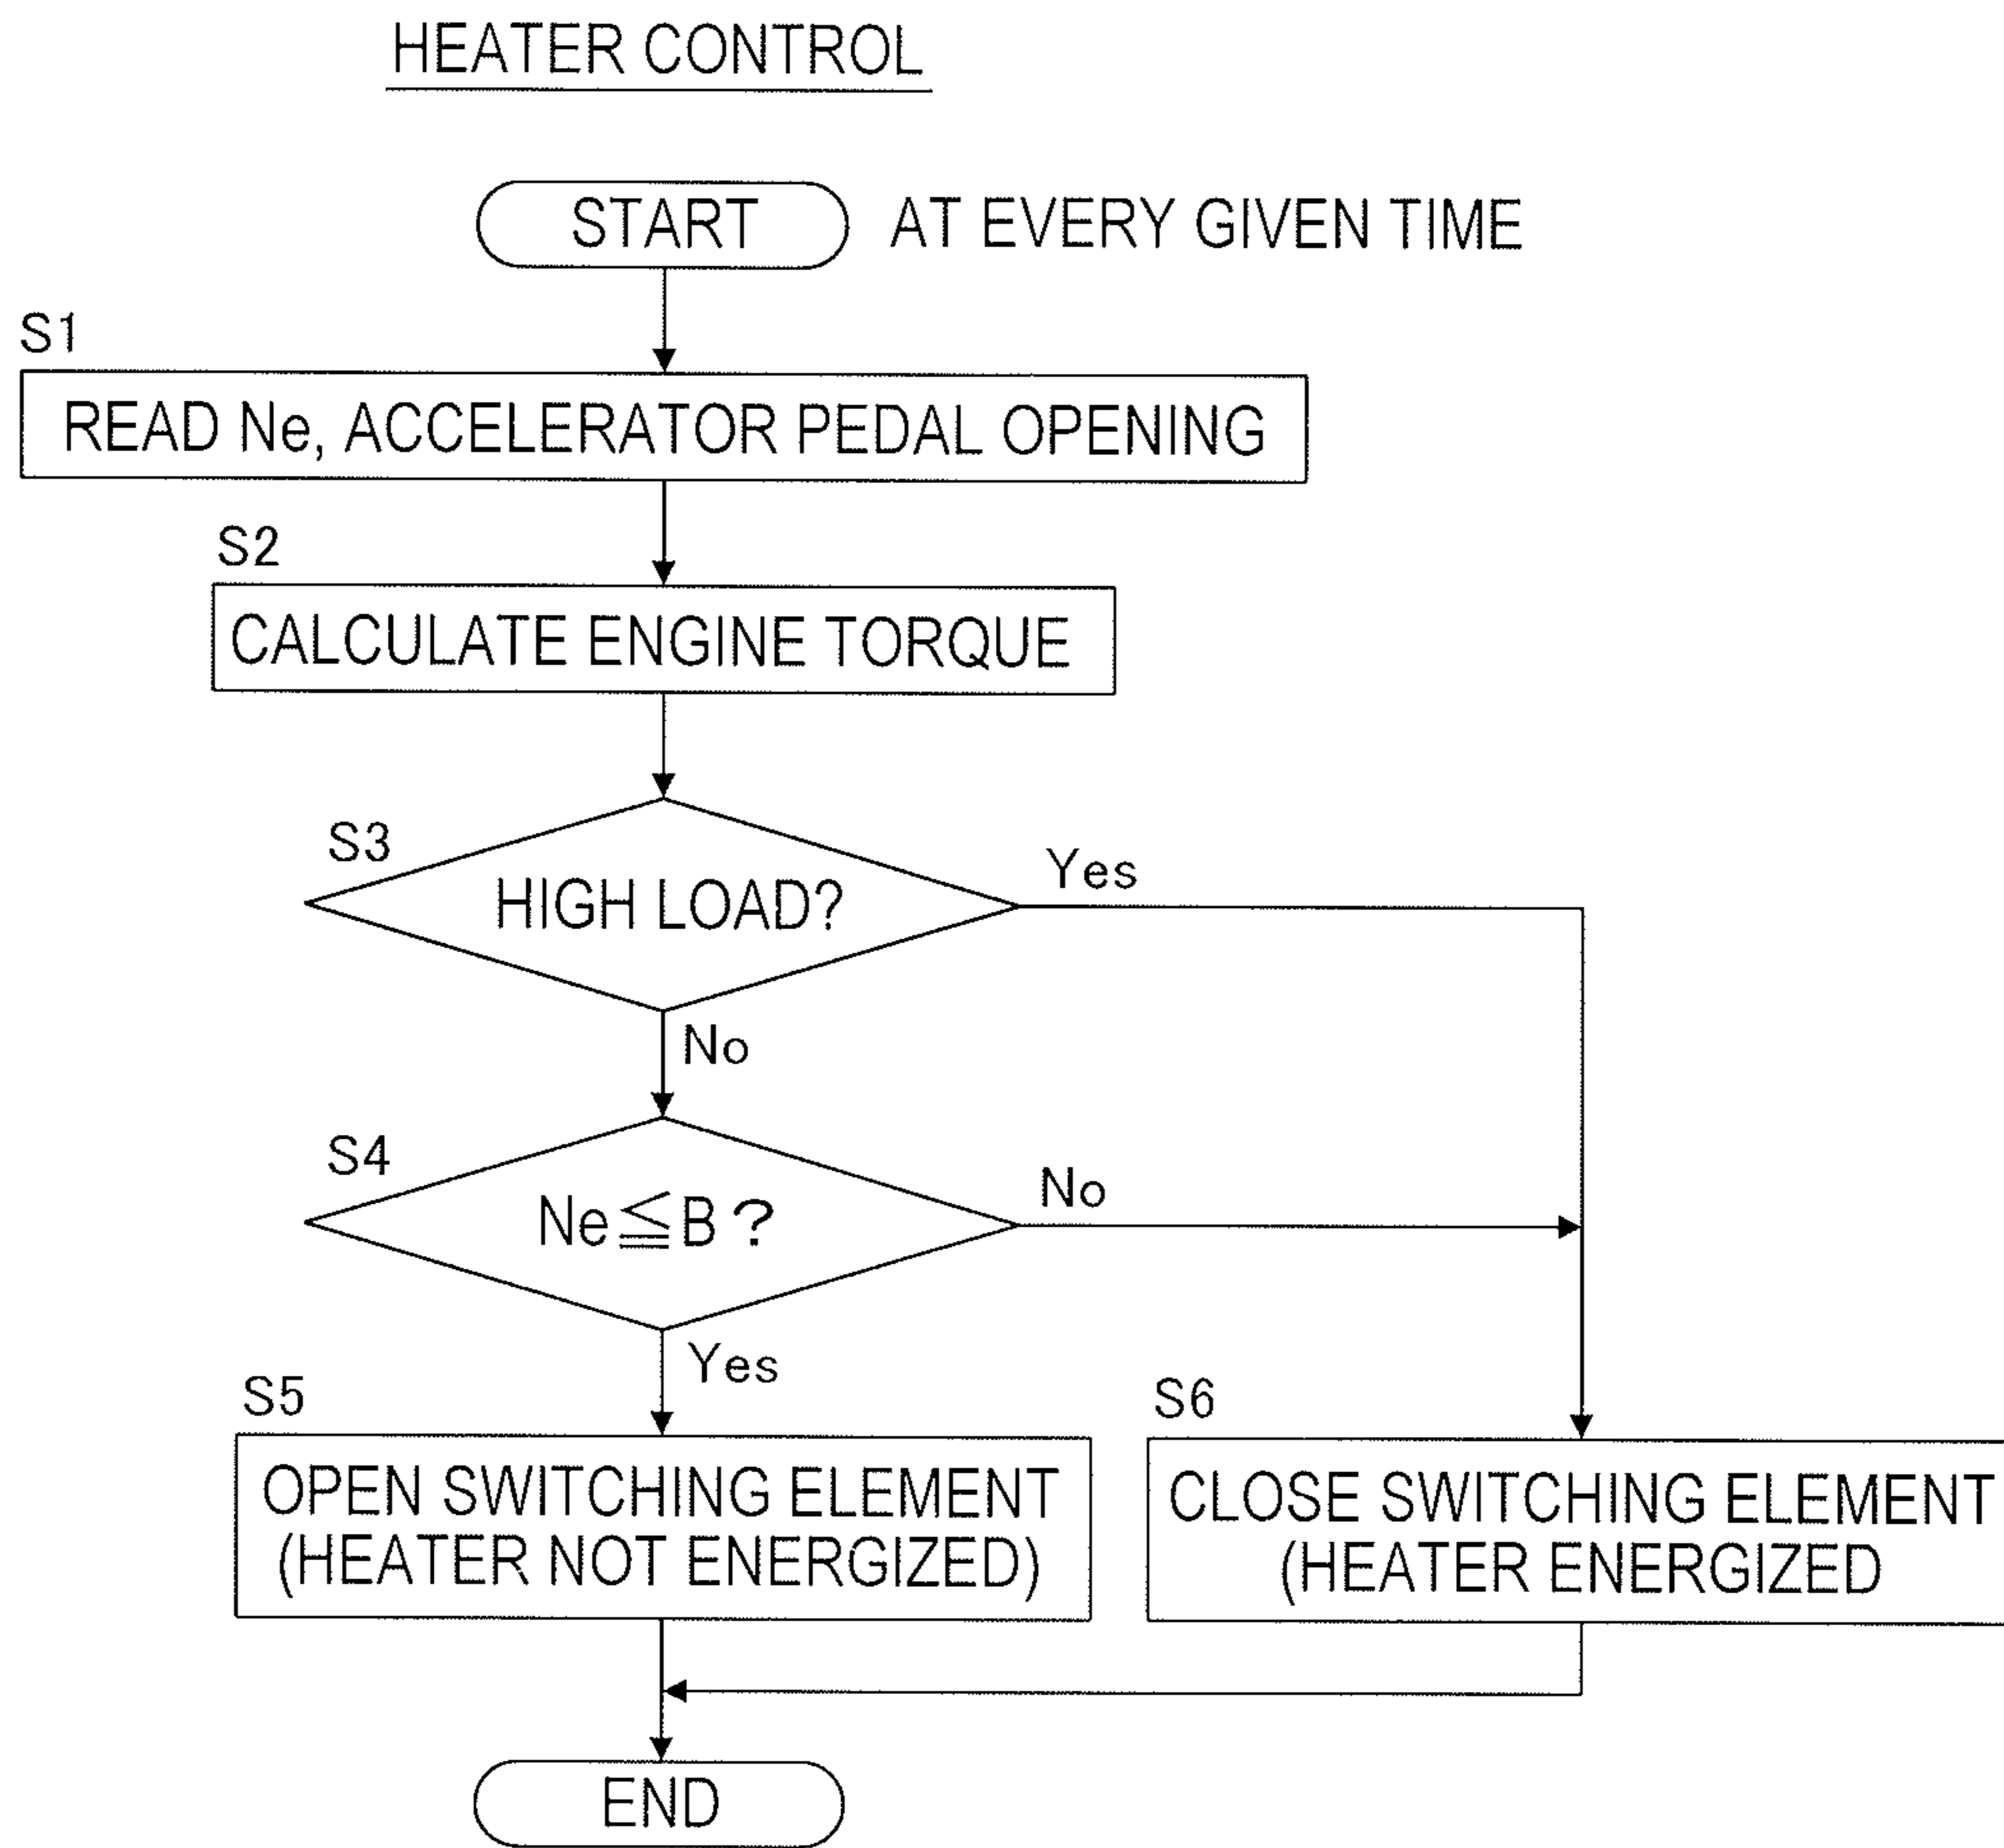 HEATER CONTROL
START
AT EVERY GIVEN TIME
S1
READ Ne, ACCELERATOR PEDAL OPENING
S2
CALCULATE ENGINE TORQUE
S3
HIGH LOAD?
Yes
No
S4
Ne≦B?
No
Yes
S5
OPEN SWITCHING ELEMENT
(HEATER NOT ENERGIZED)
S6
CLOSE SWITCHING ELEMENT
(HEATER ENERGIZED
END